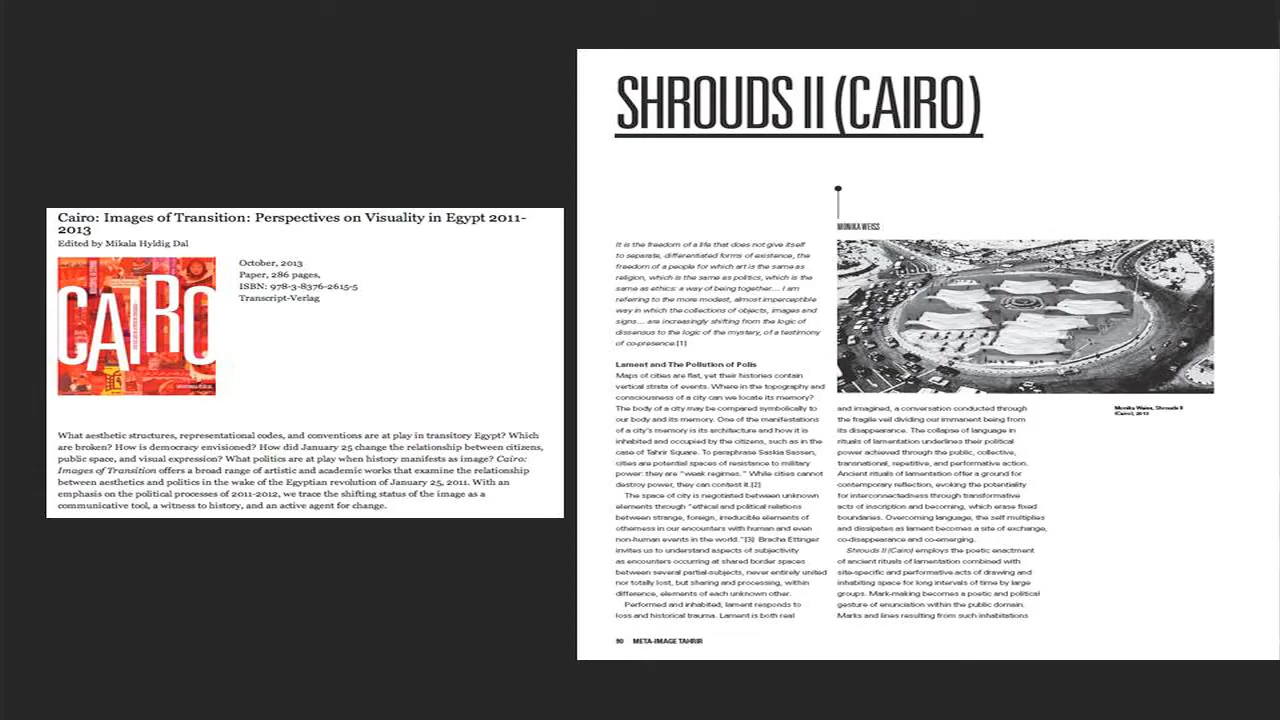 Cairo: Images of Transition: Perspectives on Visuality in Egypt 2011-
2013
Edited by Mikala Hyldig Dal
October, 2013
Paper, 286 pages,
ISBN: 978-3-8376-2615-5
Transcript-Verlag
CAIRO
What aesthetic structures, representational codes, and conventions are at play in transitory Egypt? Which
are broken? How is democracy envisioned? How did January 25 change the relationship between citizens,
public space, and visual expression? What politics are at play when history manifests as image? Cairo:
Images of Transition offers a broad range of artistic and academic works that examine the relationship
between aesthetics and politics in the wake of the Egyptian revolution of January 25, 2011. With an
emphasis on the political processes of 2011-2012, we trace the shifting status of the image as a
communicative tool, a witness to history, and an active agent for change.
SHROUDS II (CAIRO)
MONIKA WEISS
It is the freedom of a life that does not give itself
to separate, differentiated forms of existence, the
freedom of a people for which art is the same as
religion, which is the same as politics, which is the
same as ethics: a way of being together... I am
referring to the more modest, almost imperceptible
way in which the collections of objects, images and
signs... are increasingly shifting from the logic of
dissensus to the logic of the mystery, of a testimony
of co-presence.[1]
Lament and The Pollution of Polis
Maps of cities are flat, yet their histories contain
vertical strata of events. Where in the topography and
consciousness of a city can we locate its memory?
The body of a city may be compared symbolically to
our body and its memory. One of the manifestations
of a city's memory is its architecture and how it is
inhabited and occupied by the citizens, such as in the
case of Tahrir Square. To paraphrase Saskia Sassen,
cities are potential spaces of resistance to military
power: they are "weak regimes." While cities cannot
destroy power, they can contest it.[2]
The space of city is negotiated between unknown
elements through "ethical and political relations
between strange, foreign, irreducible elements of
otherness in our encounters with human and even
non-human events in the world."[3] Bracha Ettinger
invites us to understand aspects of subjectivity
as encounters occurring at shared border spaces
between several partial-subjects, never entirely united
nor totally lost, but sharing and processing, within
difference, elements of each unknown other.
Performed and inhabited, lament responds to
loss and historical trauma. Lament is both real
and imagined, a conversation conducted through
the fragile veil dividing our immanent being from
its disappearance. The collapse of language in
rituals of lamentation underlines their political
power achieved through the public, collective,
transnational, repetitive, and performative action.
Ancient rituals of lamentation offer a ground for
contemporary reflection, evoking the potentiality
for interconnectedness through transformative
acts of inscription and becoming, which erase fixed
boundaries. Overcoming language, the self multiplies
and dissipates as lament becomes a site of exchange,
co-disappearance and co-emerging.
Shrouds II (Cairo) employs the poetic enactment
of ancient rituals of lamentation combined with
site-specific and performative acts of drawing and
inhabiting space for long intervals of time by large
groups. Mark-making becomes a poetic and political
gesture of enunciation within the public domain.
Marks and lines resulting from such inhabitations
Monika Weiss, Shrouds II
(Cairo), 2013
90 META-IMAGE TAHRIR